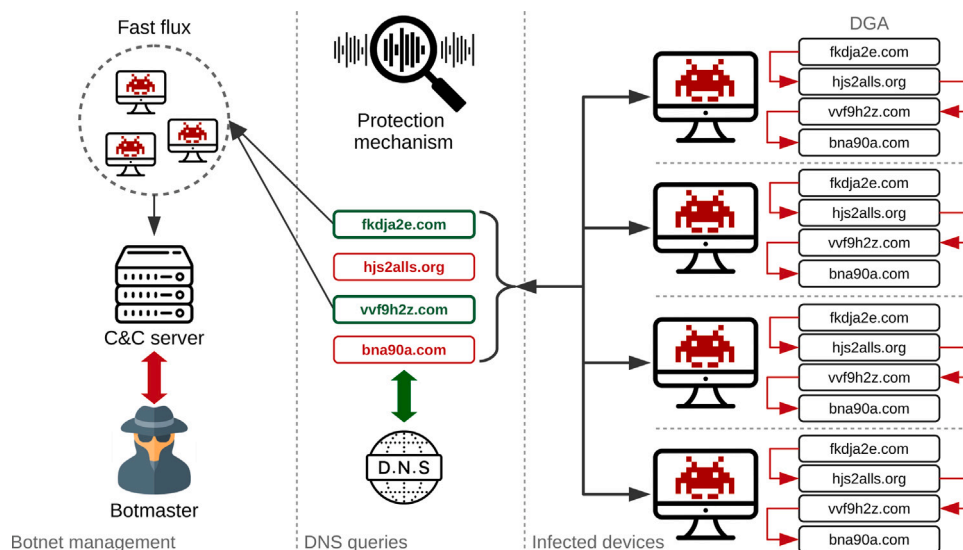 Fast flux
C&C server
Botmaster
Botnet management
Protection
mechanism
fkdja2e.com
hjs2alls.org
vvf9h2z.com
bna90a.com
D.N.S
DNS queries
DGA
fkdja2e.com
hjs2alls.org
vvf9h2z.com
bna90a.com
fkdja2e.com
hjs2alls.org
vvf9h2z.com
bna90a.com
fkdja2e.com
hjs2alls.org
vvf9h2z.com
bna90a.com
fkdja2e.com
hjs2alls.org
vvf9h2z.com
bna90a.com
Infected devices